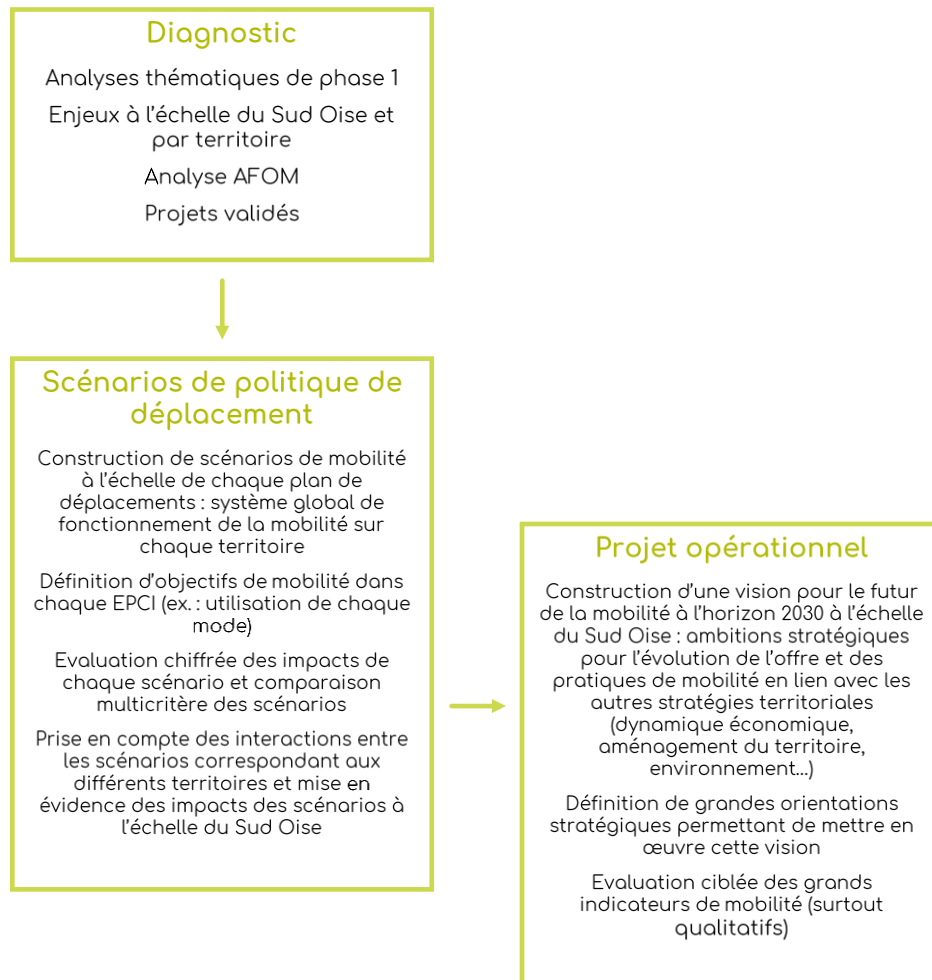 Diagnostic
Analyses thématiques de phase 1
Enjeux à l'échelle du Sud Oise et
par territoire
Analyse AFOM
Projets validés
Scénarios de politique de
déplacement
Construction de scénarios de mobilité
à l'échelle de chaque plan de
déplacements : système global de
fonctionnement de la mobilité sur
chaque territoire
Définition d'objectifs de mobilité dans
chaque EPCI (ex. : utilisation de chaque
mode)
Evaluation chiffrée des impacts de
chaque scénario et comparaison
multicritère des scénarios
Prise en compte des interactions entre
les scénarios correspondant aux
différents territoires et mise en
évidence des impacts des scénarios à
l'échelle du Sud Oise
Projet opérationnel
Construction d'une vision pour le futur
de la mobilité à l'horizon 2030 à l'échelle
du Sud Oise : ambitions stratégiques
pour l'évolution de l'offre et des
pratiques de mobilité en lien avec les
autres stratégies territoriales
(dynamique économique,
aménagement du territoire,
environnement...)
Définition de grandes orientations
stratégiques permettant de mettre en
œuvre cette vision
Evaluation ciblée des grands
indicateurs de mobilité (surtout
qualitatifs)